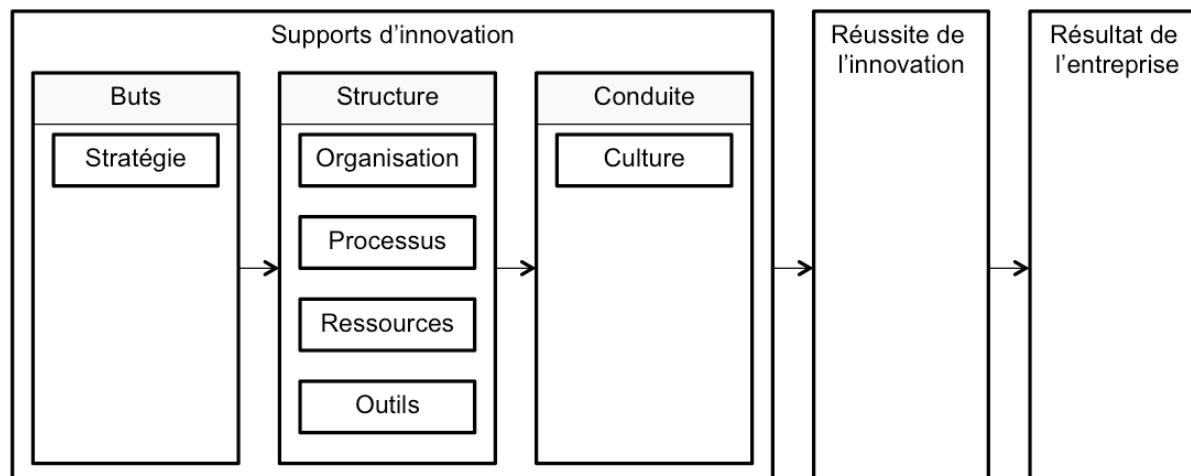 Supports d’innovation
Buts
Stratégie
Structure
Organisation
Processus
Ressources
Outils
Conduite
Culture
Réussite de
l’innovation
Résultat de
l’entreprise